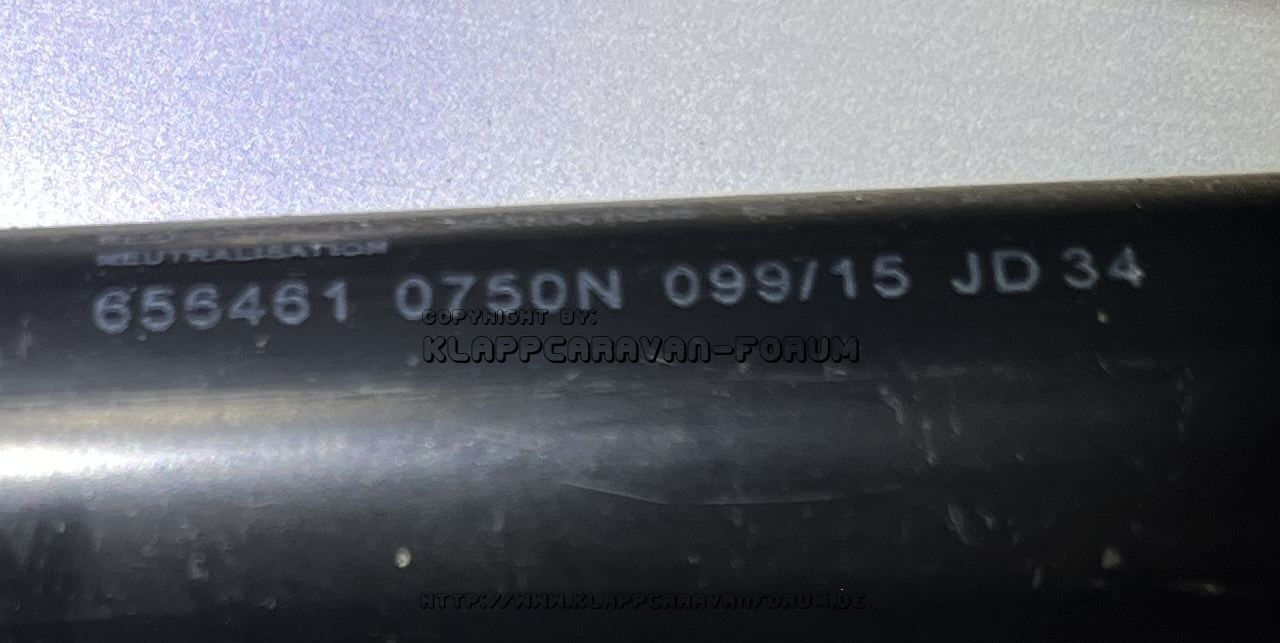 NEUTRALISATION
656461 0750N 099/15 JD 34
COPYRIGHT BY:
KLAPPCARAVAN-FORUM
HTTP://WWW.KLAPPCARAVANFORUM.DE